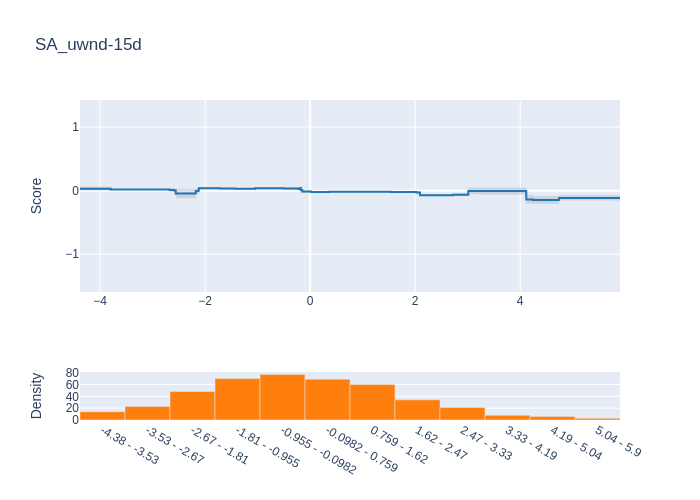 SA_uwnd-15d
Score
1
0
−1
−4
−2
0
2
4
Density
80
60
40
20
0
-4.38 - -3.53
-3.53 - -2.67
-2.67 - -1.81
-1.81 - -0.955
-0.955 - -0.0982
-0.0982 - 0.759
0.759 - 1.62
1.62 - 2.47
2.47 - 3.33
3.33 - 4.19
4.19 - 5.04
5.04 - 5.9